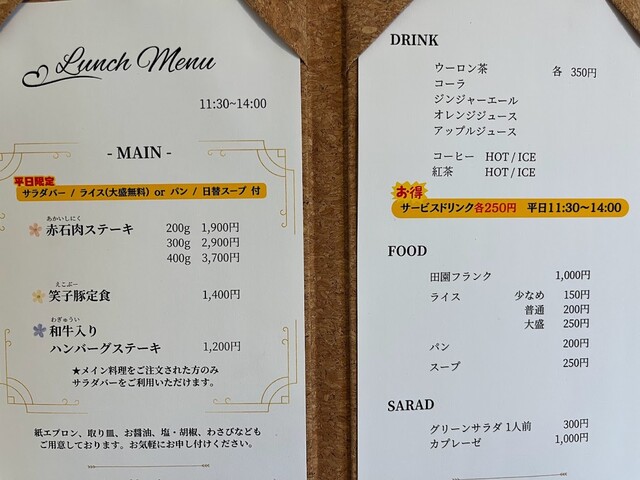 Lunch Menu
11:30~14:00
- MAIN -
平日限定
サラダバー / ライス(大盛無料) or パン / 日替スープ 付
あかいしにく
赤石肉ステーキ 200g 1,900円
300g 2,900円
400g 3,700円
えこぶー
笑子豚定食 1,400円
わぎゅうい
和牛入り
ハンバーグステーキ 1,200円
★メイン料理をご注文された方のみ
サラダバーをご利用いただけます。
紙エプロン、取り皿、お醤油、塩・胡椒、わさびなども
ご用意しております。お気軽にお申し付けください。
DRINK
ウーロン茶 各 350円
コーラ
ジンジャーエール
オレンジジュース
アップルジュース
コーヒー HOT / ICE
紅茶 HOT / ICE
お得
サービスドリンク各250円 平日11:30~14:00
FOOD
田園フランク 1,000円
ライス 少なめ 150円
普通 200円
大盛 250円
パン 200円
スープ 250円
SARAD
グリーンサラダ 1人前 300円
カプレーゼ 1,000円